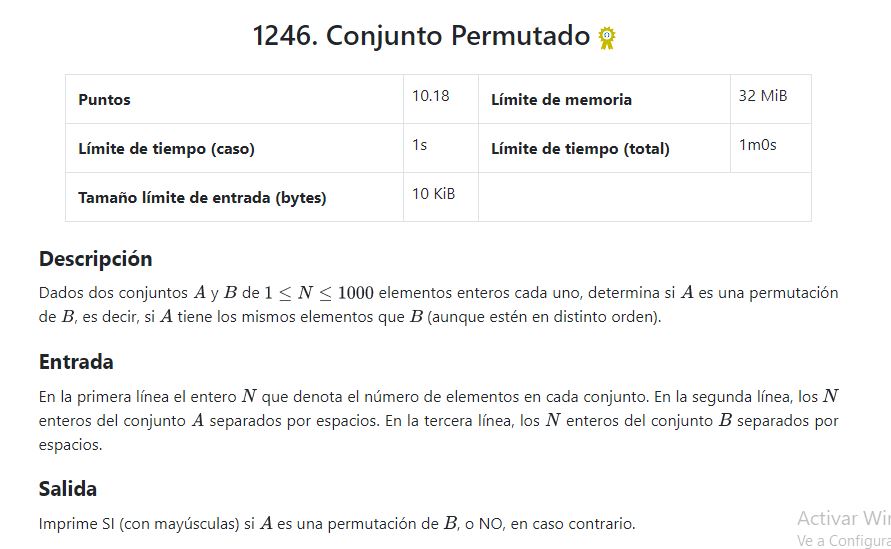 1246. Conjunto Permutado
Puntos 10.18 Límite de memoria 32 MiB
Límite de tiempo (caso) 1s Límite de tiempo (total) 1m0s
Tamaño límite de entrada (bytes) 10 KiB
Descripción
Dados dos conjuntos A y B de 1 ≤ N ≤ 1000 elementos enteros cada uno, determina si A es una permutación
de B, es decir, si A tiene los mismos elementos que B (aunque estén en distinto orden).
Entrada
En la primera línea el entero N que denota el número de elementos en cada conjunto. En la segunda línea, los N
enteros del conjunto A separados por espacios. En la tercera línea, los N enteros del conjunto B separados por
espacios.
Salida
Imprime SI (con mayúsculas) si A es una permutación de B, o NO, en caso contrario.
Activar Wi
Ve a Configura